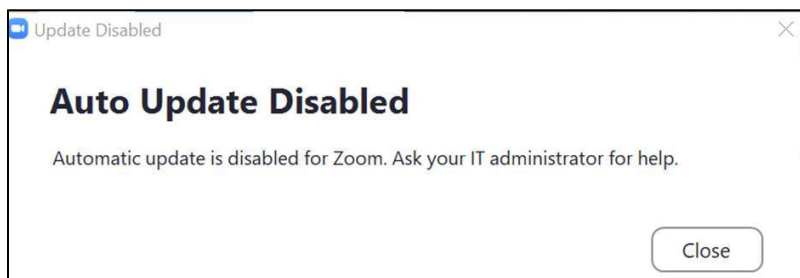 Update Disabled
Auto Update Disabled
Automatic update is disabled for Zoom. Ask your IT administrator for help.
Close